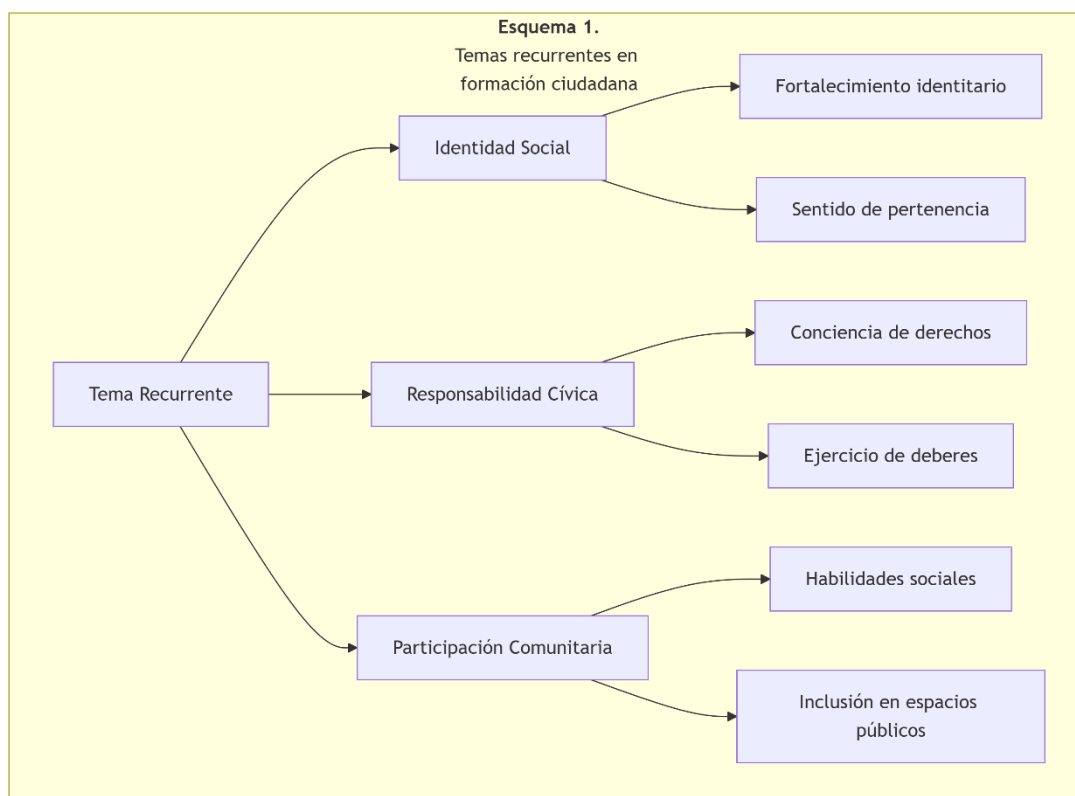 Esquema 1.
Temas recurrentes en
formación ciudadana
Fortalecimiento identitario
Identidad Social
Sentido de pertenencia
Conciencia de derechos
Tema Recurrente
Responsabilidad Cívica
Ejercicio de deberes
Habilidades sociales
Participación Comunitaria
Inclusión en espacios
públicos